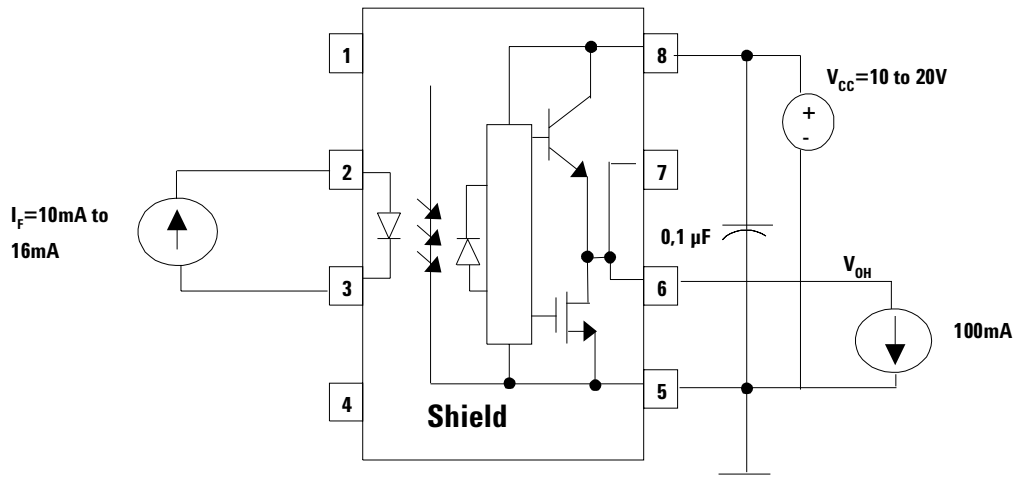 1
8
V_CC=10 to 20V
+
-
2
7
I_F=10mA to
16mA
0,1 µF
3
6
V_OH
100mA
4
5
Shield